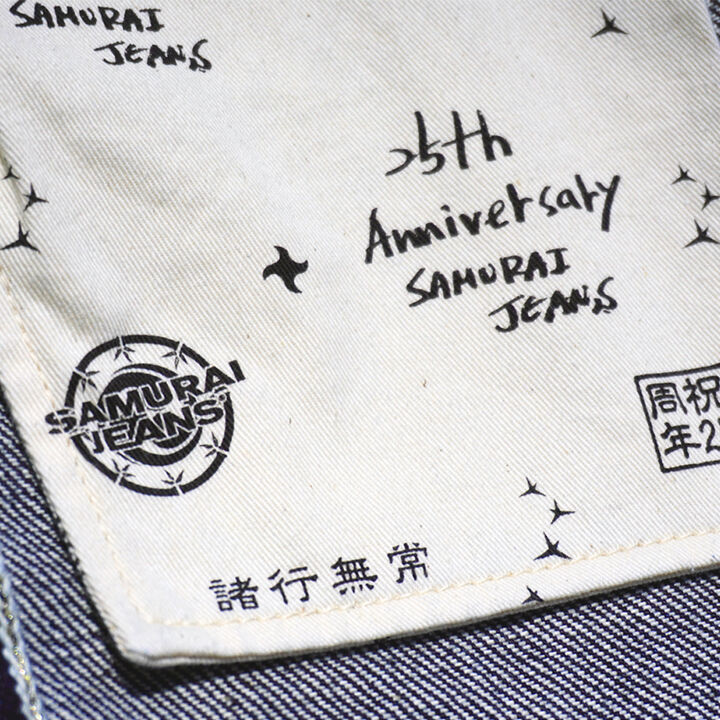 SAMURAI
JEANS
25th
Anniversary
SAMURAI
JEANS
SAMURAI
JEANS
周祝
年2
諸行無常